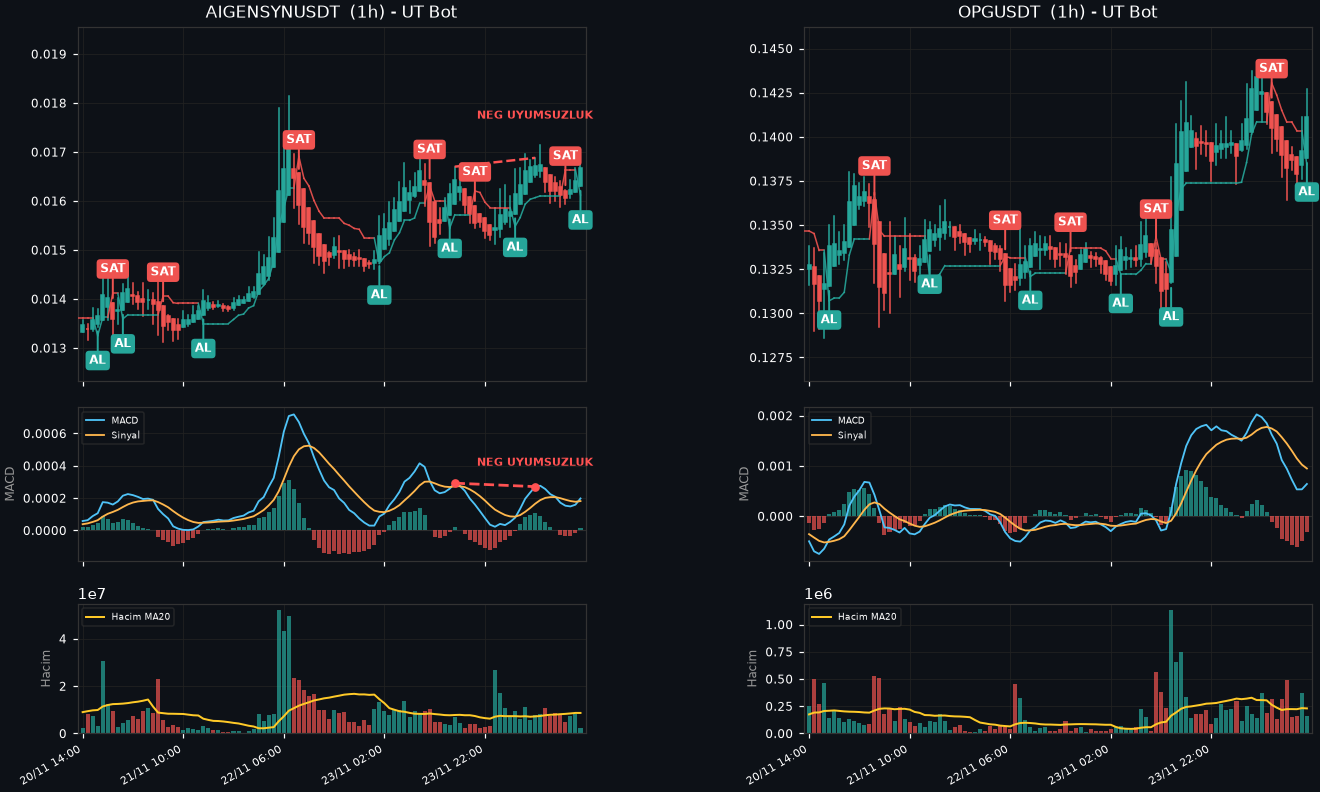 AIGENSYNUSDT (1h) - UT Bot
0.019
0.018
0.017
0.016
0.015
0.014
0.013
NEG UYUMSUZLUK
SAT
SAT
SAT
SAT
SAT
SAT
AL
AL
AL
AL
AL
AL
AL
MACD
Sinyal
MACD
0.0006
0.0004
0.0002
0.0000
NEG UYUMSUZLUK
1e7
Hacim MA20
Hacim
4
2
0
20/11 14:00
21/11 10:00
22/11 06:00
23/11 02:00
23/11 22:00
OPGUSDT (1h) - UT Bot
0.1450
0.1425
0.1400
0.1375
0.1350
0.1325
0.1300
0.1275
SAT
SAT
SAT
SAT
SAT
AL
AL
AL
AL
AL
AL
MACD
Sinyal
MACD
0.002
0.001
0.000
1e6
Hacim MA20
Hacim
1.00
0.75
0.50
0.25
0.00
20/11 14:00
21/11 10:00
22/11 06:00
23/11 02:00
23/11 22:00